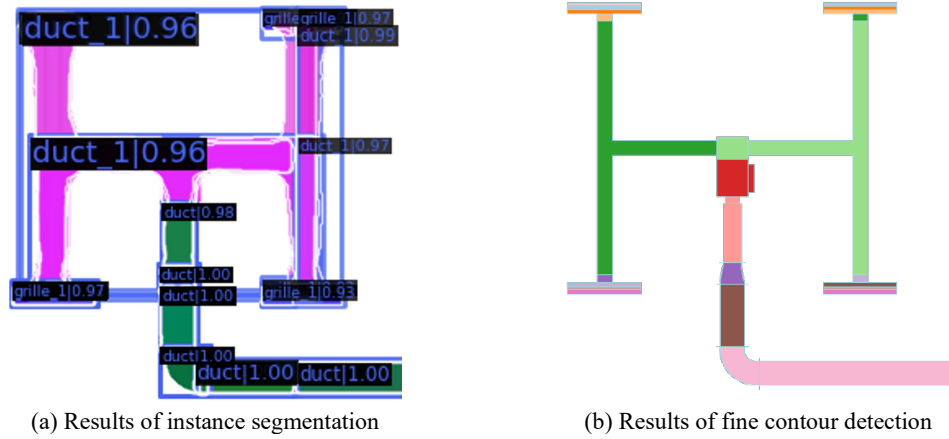 duct_1|0.96
grille_1|0.97
duct_1|0.99
duct_1|0.96
duct_1|0.97
duct|0.98
duct|1.00
duct|1.00
grille_1|0.97
grille_1|0.93
duct|1.00
duct|1.00
duct|1.00
(a) Results of instance segmentation
(b) Results of fine contour detection